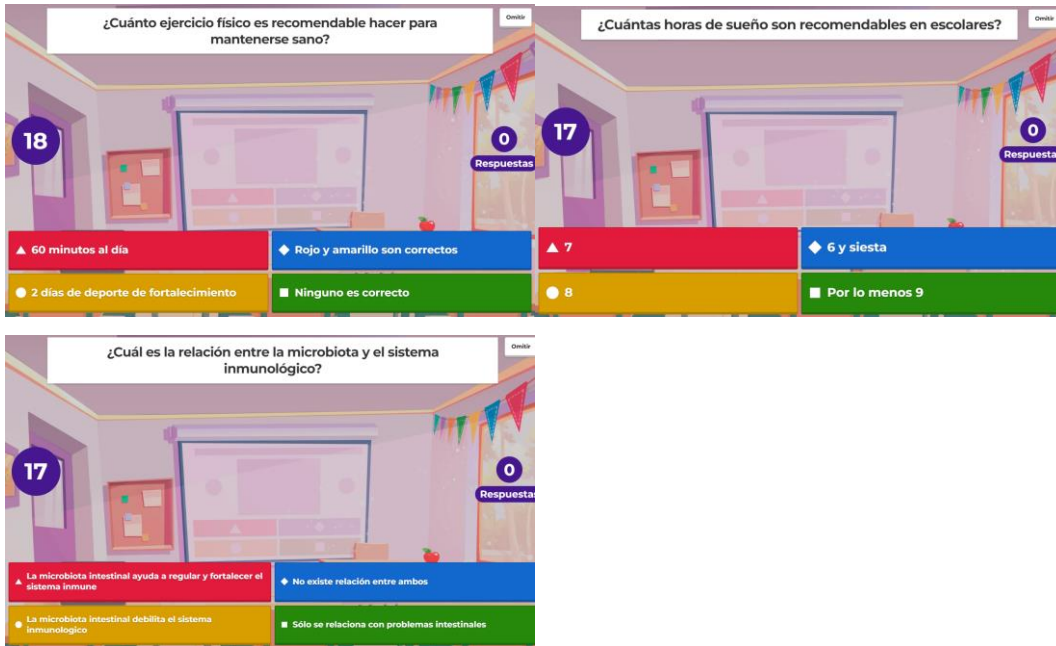 ¿Cuánto ejercicio físico es recomendable hacer para
mantenerse sano?
Omitir
18
0
Respuestas
60 minutos al día
Rojo y amarillo son correctos
2 días de deporte de fortalecimiento
Ninguno es correcto
¿Cuántas horas de sueño son recomendables en escolares?
Omitir
17
0
Respuesta
7
6 y siesta
8
Por lo menos 9
¿Cuál es la relación entre la microbiota y el sistema
inmunológico?
Omitir
17
0
Respuestas
La microbiota intestinal ayuda a regular y fortalecer el
sistema inmune
No existe relación entre ambos
La microbiota intestinal debilita el sistema
inmunologico
Sólo se relaciona con problemas intestinales